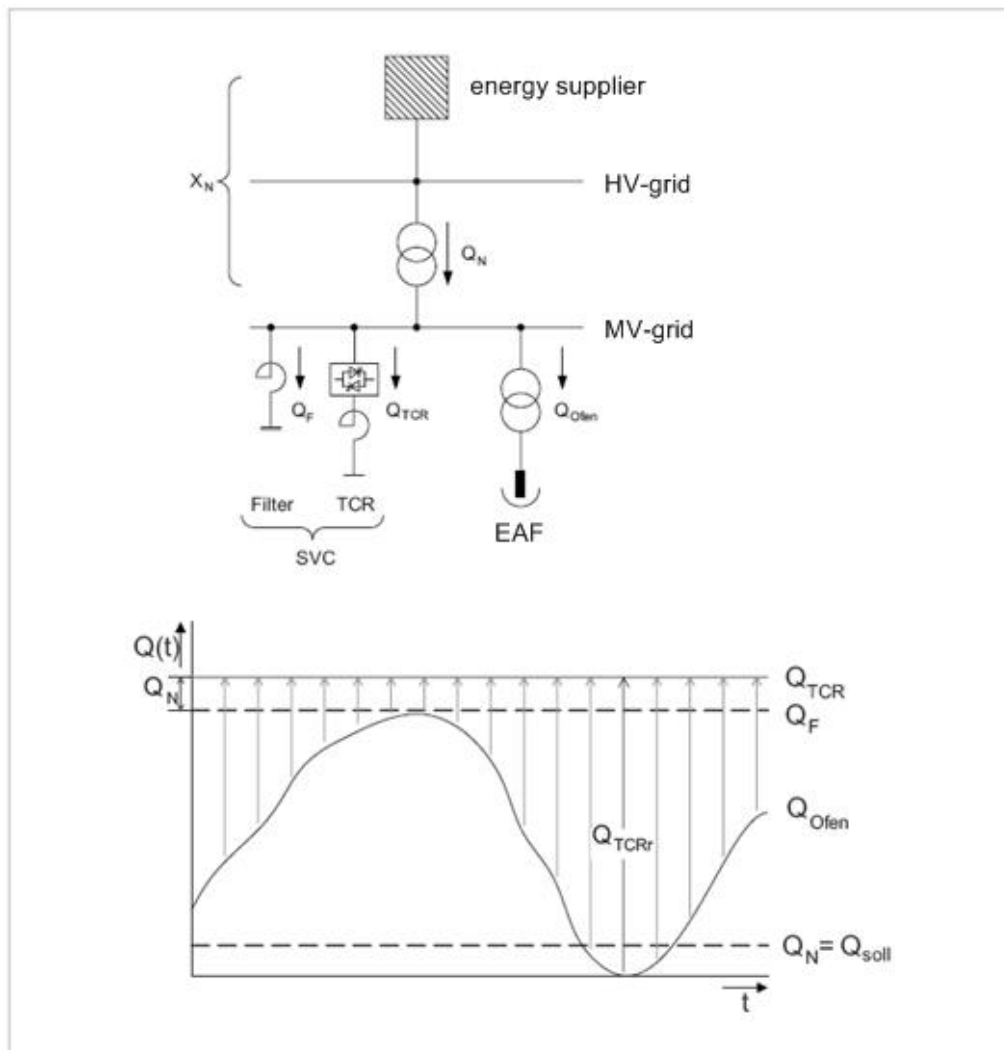 energy supplier
X_N
HV-grid
Q_N
MV-grid
Q_F
Q_TCR
Q_Ofen
Filter
TCR
EAF
SVC
Q(t)
Q_N
Q_TCR
Q_F
Q_Ofen
Q_TCRr
Q_N = Q_soll
t